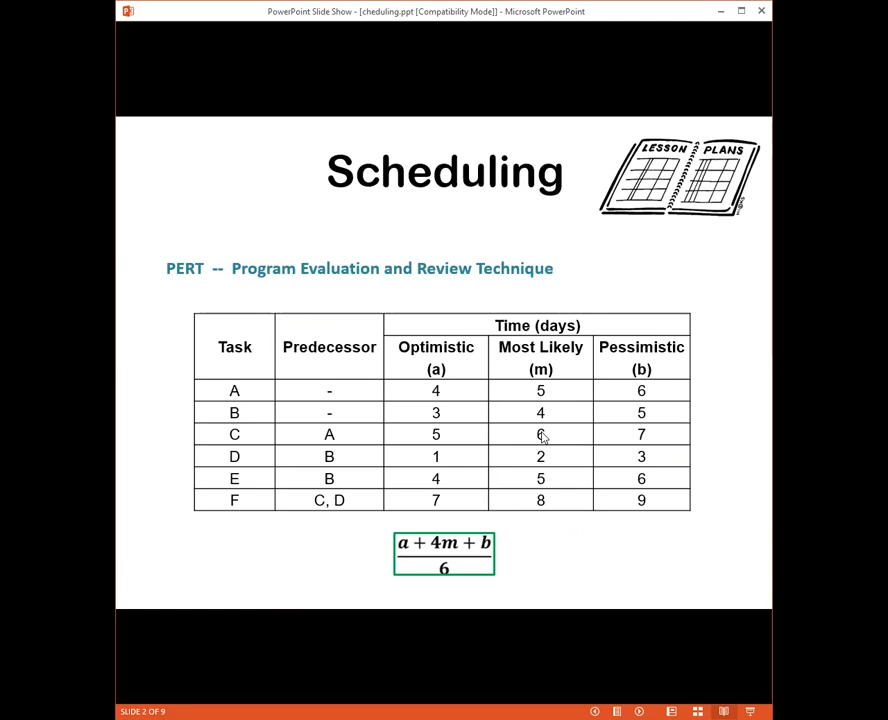 PowerPoint Slide Show - [cheduling.ppt [Compatibility Mode]] - Microsoft PowerPoint
Scheduling
LESSON PLANS
PERT -- Program Evaluation and Review Technique
Task Predecessor Time (days)
Optimistic (a) Most Likely (m) Pessimistic (b)
A - 4 5 6
B - 3 4 5
C A 5 6 7
D B 1 2 3
E B 4 5 6
F C, D 7 8 9
a + 4m + b
6
SLIDE 2 OF 9